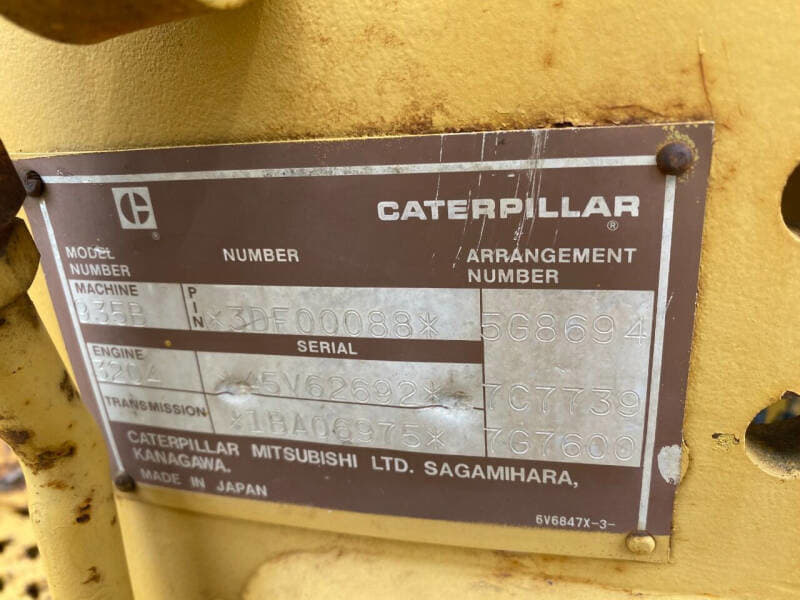 CATERPILLAR
®
MODEL NUMBER ARRANGEMENT
NUMBER NUMBER
MACHINE PIN
935B *3DF00088* 5G8694
SERIAL
ENGINE
3204 *45V62692* 7C7739
TRANSMISSION *1BA06975* 7G7600
CATERPILLAR MITSUBISHI LTD. SAGAMIHARA,
KANAGAWA,
MADE IN JAPAN
6V6847X-3-